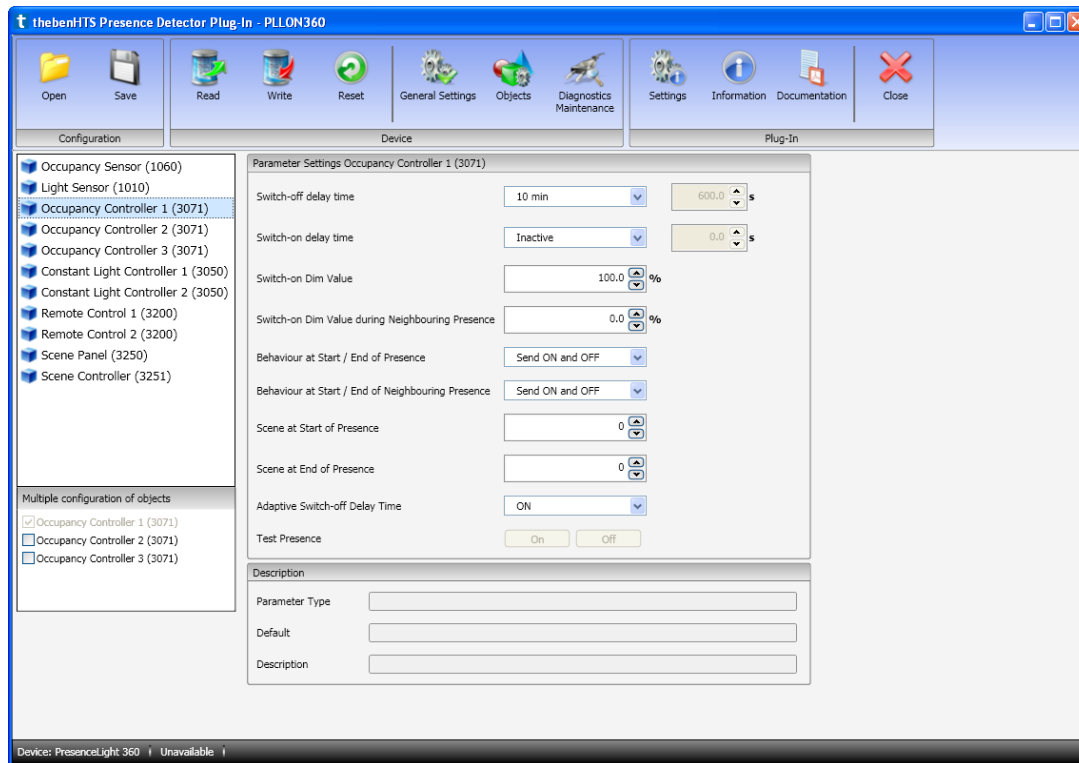 t thebenHTS Presence Detector Plug-In - PLLON360
Open Save Read Write Reset General Settings Objects Diagnostics Maintenance Settings Information Documentation Close
Configuration Device Plug-In
Occupancy Sensor (1060)
Light Sensor (1010)
Occupancy Controller 1 (3071)
Occupancy Controller 2 (3071)
Occupancy Controller 3 (3071)
Constant Light Controller 1 (3050)
Constant Light Controller 2 (3050)
Remote Control 1 (3200)
Remote Control 2 (3200)
Scene Panel (3250)
Scene Controller (3251)
Multiple configuration of objects
Occupancy Controller 1 (3071)
Occupancy Controller 2 (3071)
Occupancy Controller 3 (3071)
Parameter Settings Occupancy Controller 1 (3071)
Switch-off delay time 10 min 600.0 s
Switch-on delay time Inactive 0.0 s
Switch-on Dim Value 100.0 %
Switch-on Dim Value during Neighbouring Presence 0.0 %
Behaviour at Start / End of Presence Send ON and OFF
Behaviour at Start / End of Neighbouring Presence Send ON and OFF
Scene at Start of Presence 0
Scene at End of Presence 0
Adaptive Switch-off Delay Time ON
Test Presence On Off
Description
Parameter Type
Default
Description
Device: PresenceLight 360 Unavailable